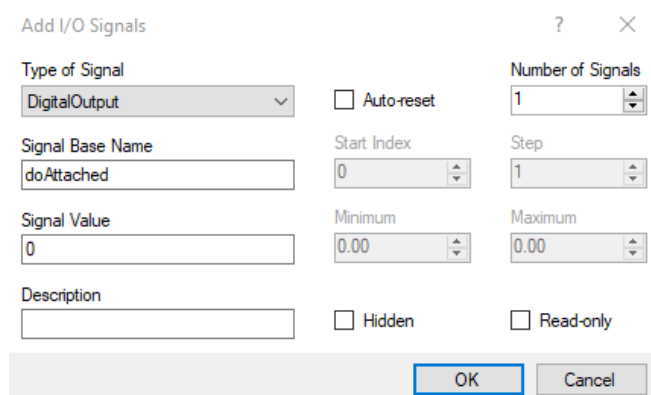 Add I/O Signals ?
Type of Signal Number of Signals
DigitalOutput Auto-reset 1
Signal Base Name Start Index Step
doAttached 0 1
Signal Value Minimum Maximum
0 0.00 0.00
Description
Hidden Read-only
OK Cancel